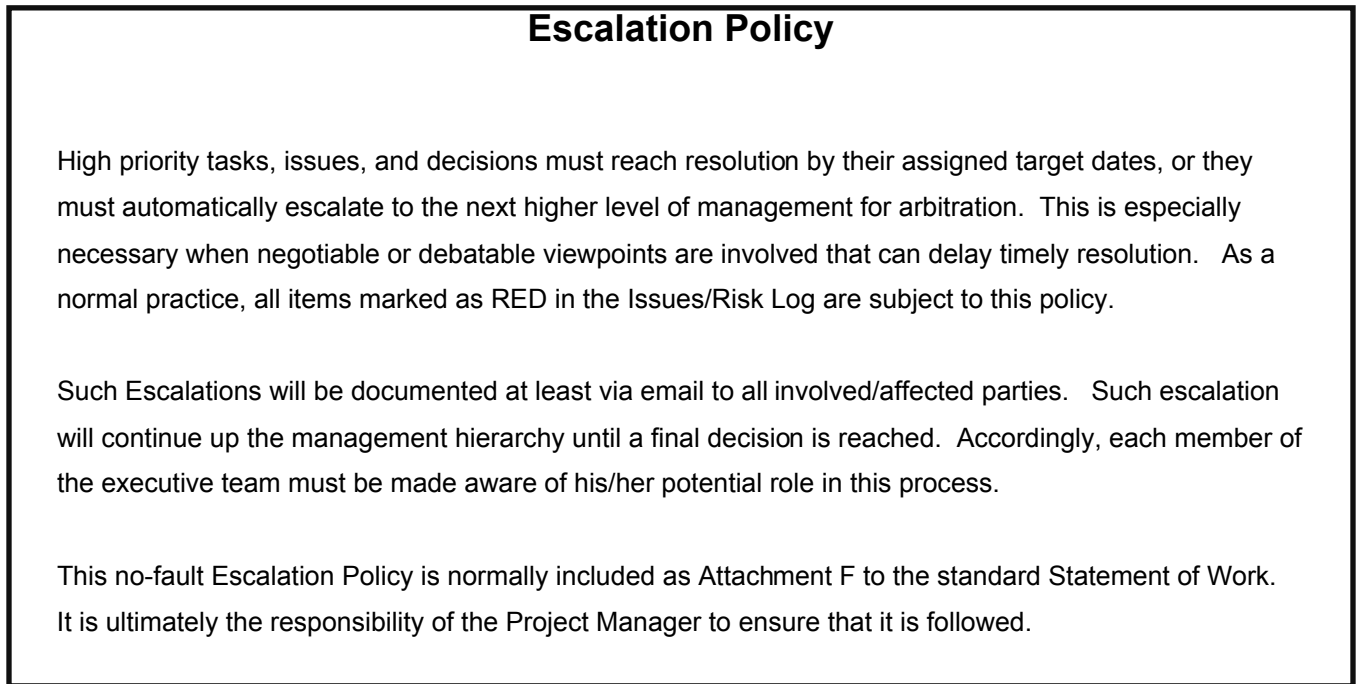 Escalation Policy
High priority tasks, issues, and decisions must reach resolution by their assigned target dates, or they
must automatically escalate to the next higher level of management for arbitration.  This is especially
necessary when negotiable or debatable viewpoints are involved that can delay timely resolution.   As a
normal practice, all items marked as RED in the Issues/Risk Log are subject to this policy.
Such Escalations will be documented at least via email to all involved/affected parties.   Such escalation
will continue up the management hierarchy until a final decision is reached.  Accordingly, each member of
the executive team must be made aware of his/her potential role in this process.
This no-fault Escalation Policy is normally included as Attachment F to the standard Statement of Work.
It is ultimately the responsibility of the Project Manager to ensure that it is followed.